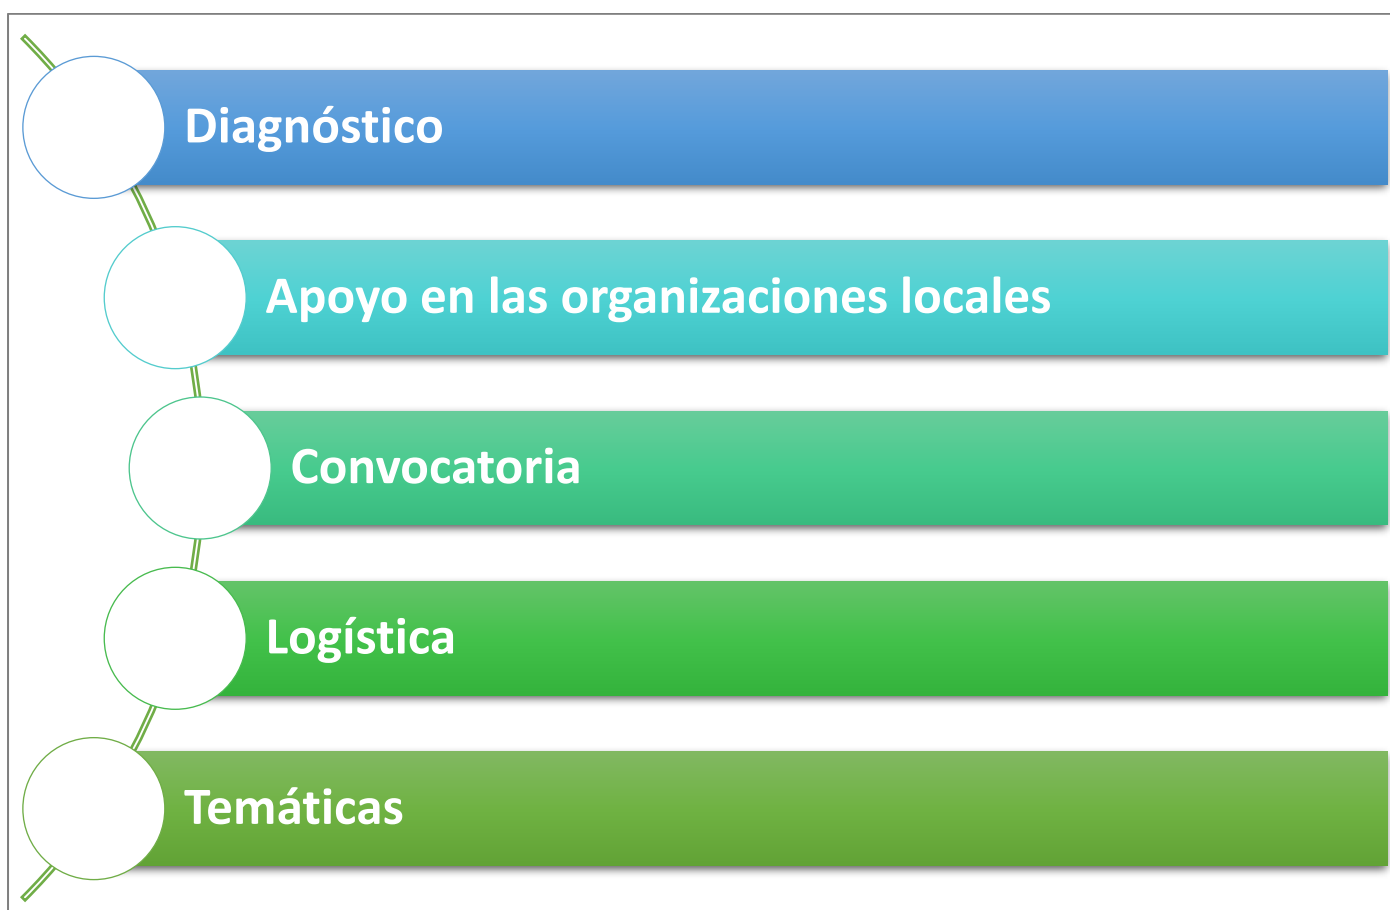 Diagnóstico
Apoyo en las organizaciones locales
Convocatoria
Logística
Temáticas